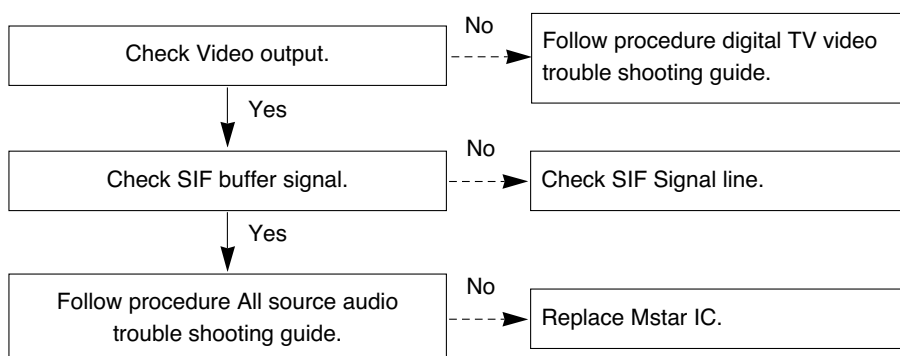 Check Video output.
No
Follow procedure digital TV video
trouble shooting guide.
Yes
Check SIF buffer signal.
No
Check SIF Signal line.
Yes
Follow procedure All source audio
trouble shooting guide.
No
Replace Mstar IC.